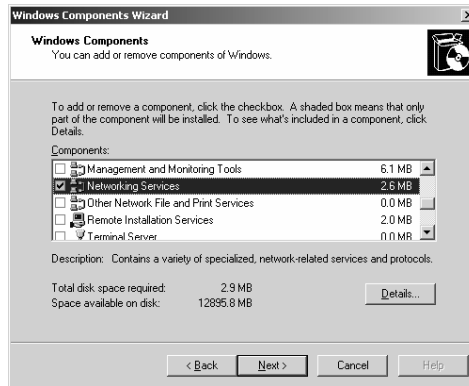 Windows Components Wizard
Windows Components
You can add or remove components of Windows.
To add or remove a component, click the checkbox. A shaded box means that only
part of the component will be installed. To see what's included in a component, click
Details.
Components:
Management and Monitoring Tools 6.1 MB
Networking Services 2.6 MB
Other Network File and Print Services 0.0 MB
Remote Installation Services 2.0 MB
Terminal Server 0.0 MB
Description: Contains a variety of specialized, network-related services and protocols.
Total disk space required: 2.9 MB
Space available on disk: 12895.8 MB
Details...
< Back Next > Cancel Help